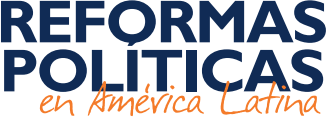 REFORMAS
POLÍTICAS
en América Latina